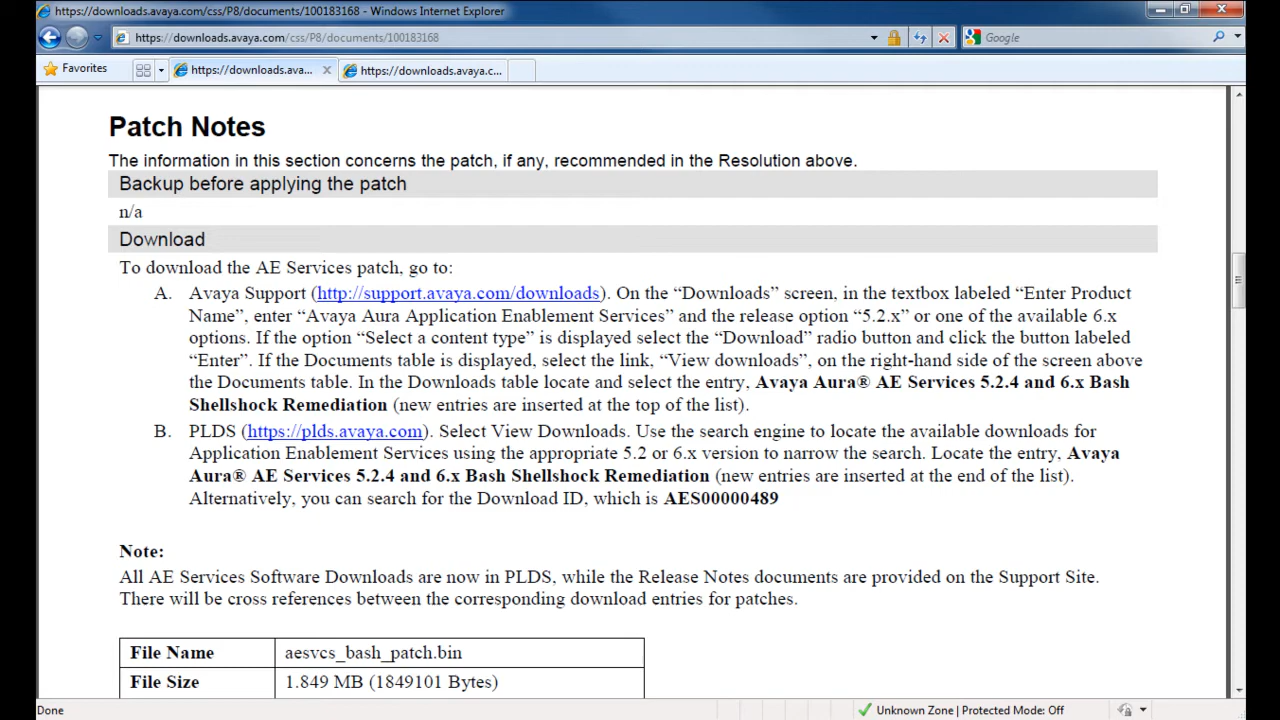 https://downloads.avaya.com/css/P8/documents/100183168 - Windows Internet Explorer
https://downloads.avaya.com/css/P8/documents/100183168
Google
Favorites
https://downloads.ava...
https://downloads.avaya.c...
Patch Notes
The information in this section concerns the patch, if any, recommended in the Resolution above.
Backup before applying the patch
n/a
Download
To download the AE Services patch, go to:
A. Avaya Support (http://support.avaya.com/downloads). On the “Downloads” screen, in the textbox labeled “Enter Product
Name”, enter “Avaya Aura Application Enablement Services” and the release option “5.2.x” or one of the available 6.x
options. If the option “Select a content type” is displayed select the “Download” radio button and click the button labeled
“Enter”. If the Documents table is displayed, select the link, “View downloads”, on the right-hand side of the screen above
the Documents table. In the Downloads table locate and select the entry, Avaya Aura® AE Services 5.2.4 and 6.x Bash
Shellshock Remediation (new entries are inserted at the top of the list).
B. PLDS (https://plds.avaya.com). Select View Downloads. Use the search engine to locate the available downloads for
Application Enablement Services using the appropriate 5.2 or 6.x version to narrow the search. Locate the entry, Avaya
Aura® AE Services 5.2.4 and 6.x Bash Shellshock Remediation (new entries are inserted at the end of the list).
Alternatively, you can search for the Download ID, which is AES00000489
Note:
All AE Services Software Downloads are now in PLDS, while the Release Notes documents are provided on the Support Site.
There will be cross references between the corresponding download entries for patches.
File Name aesvcs_bash_patch.bin
File Size 1.849 MB (1849101 Bytes)
Done
Unknown Zone | Protected Mode: Off